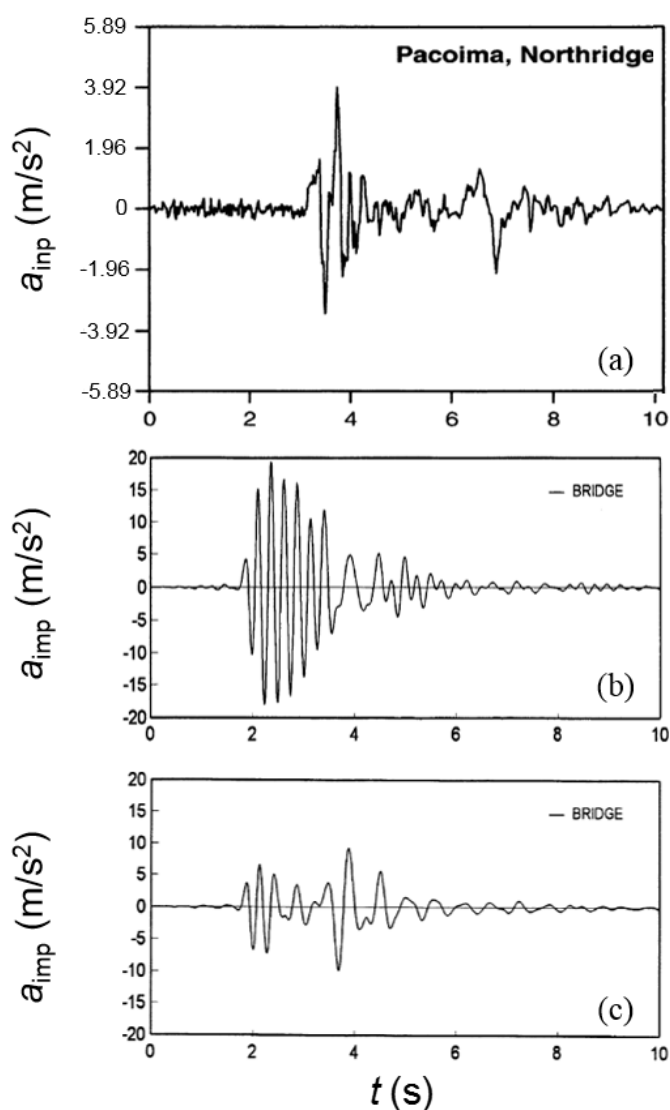 5.89
Pacoima, Northridge
3.92
1.96
0
-1.96
-3.92
-5.89
a_inp (m/s²)
(a)
0 2 4 6 8 10
20
15
10
5
0
-5
-10
-15
-20
a_imp (m/s²)
BRIDGE
(b)
0 2 4 6 8 10
20
15
10
5
0
-5
-10
-15
-20
a_imp (m/s²)
BRIDGE
(c)
0 2 4 6 8 10
t (s)